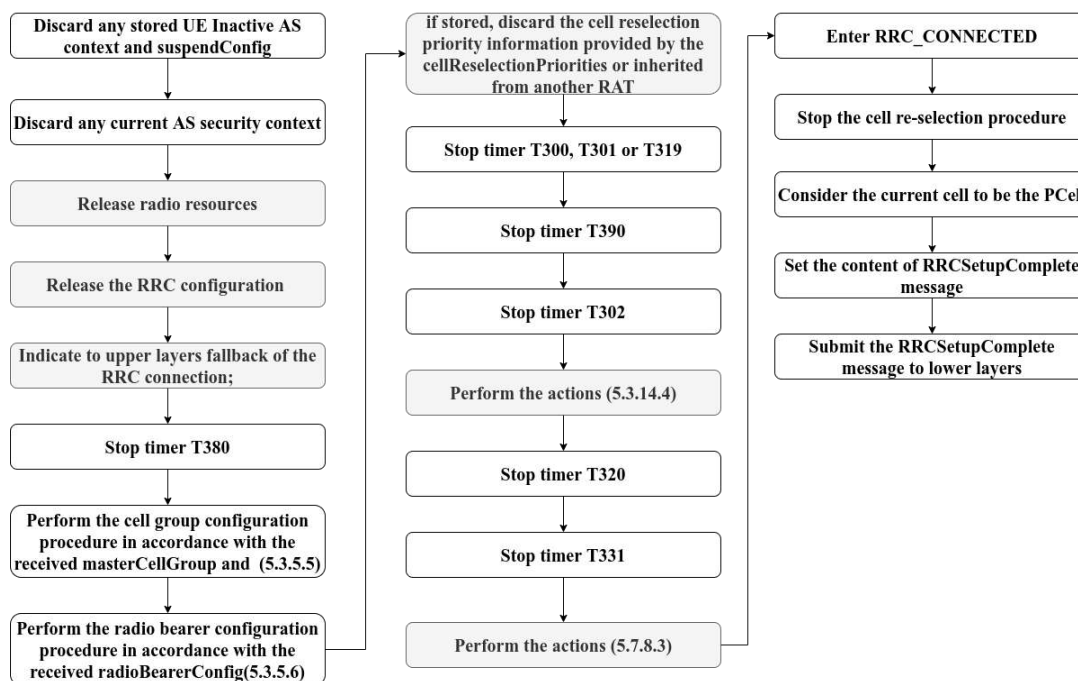 Discard any stored UE Inactive AS
context and suspendConfig
Discard any current AS security context
Release radio resources
Release the RRC configuration
Indicate to upper layers fallback of the
RRC connection;
Stop timer T380
Perform the cell group configuration
procedure in accordance with the
received masterCellGroup and (5.3.5.5)
Perform the radio bearer configuration
procedure in accordance with the
received radioBearerConfig(5.3.5.6)
if stored, discard the cell reselection
priority information provided by the
cellReselectionPriorities or inherited
from another RAT
Stop timer T300, T301 or T319
Stop timer T390
Stop timer T302
Perform the actions (5.3.14.4)
Stop timer T320
Stop timer T331
Perform the actions (5.7.8.3)
Enter RRC_CONNECTED
Stop the cell re-selection procedure
Consider the current cell to be the PCell
Set the content of RRCSetupComplete
message
Submit the RRCSetupComplete
message to lower layers